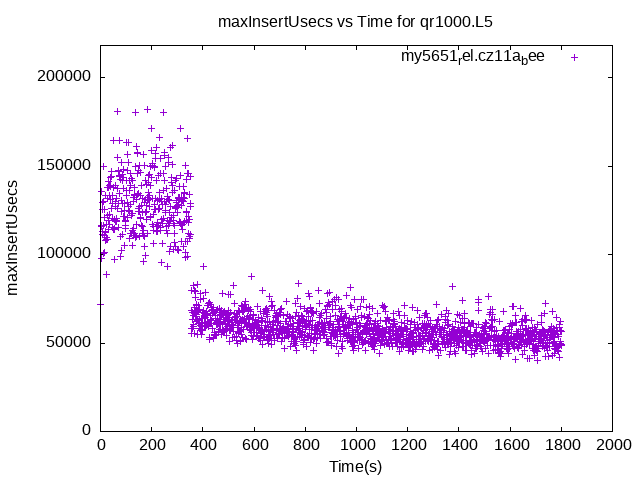 maxInsertUsecs vs Time for qr1000.L5
my5651rel.cz11abee
200000
150000
100000
50000
0
maxInsertUsecs
0 200 400 600 800 1000 1200 1400 1600 1800 2000
Time(s)